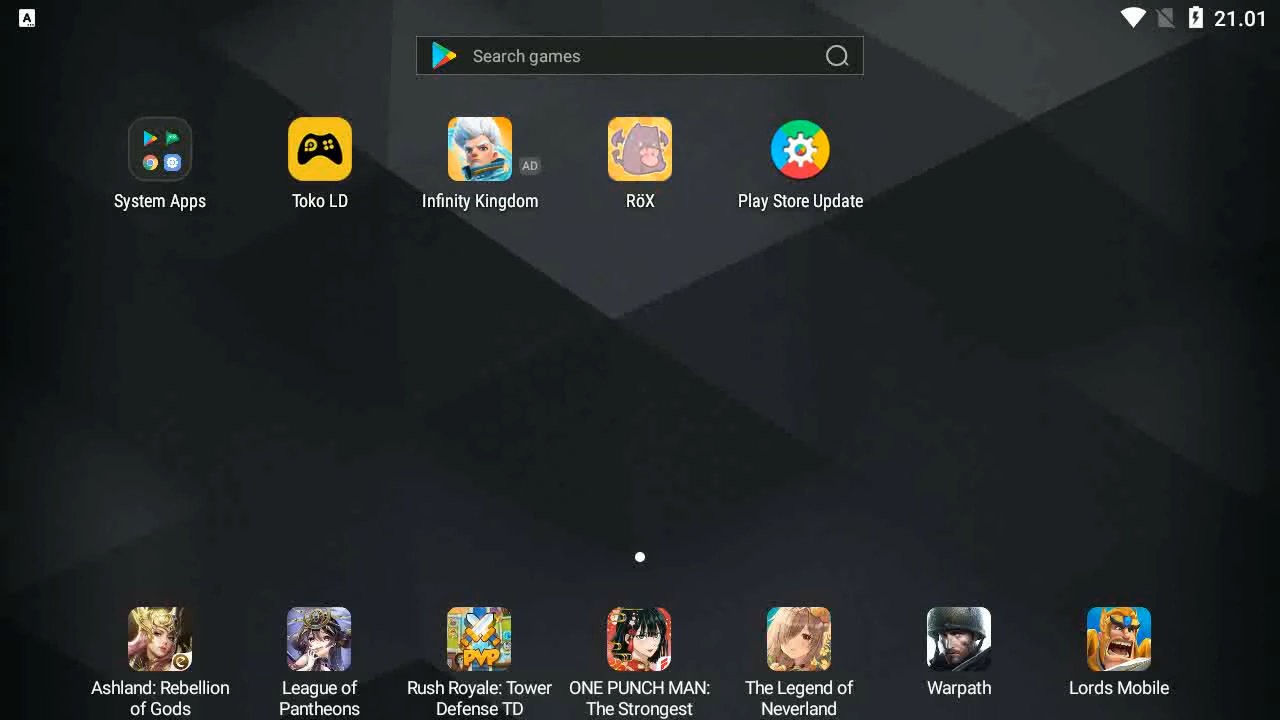 A
21.01
Search games
AD
System Apps
Toko LD
Infinity Kingdom
RöX
Play Store Update
PVP
Ashland: Rebellion
of Gods
League of
Pantheons
Rush Royale: Tower
Defense TD
ONE PUNCH MAN:
The Strongest
The Legend of
Neverland
Warpath
Lords Mobile